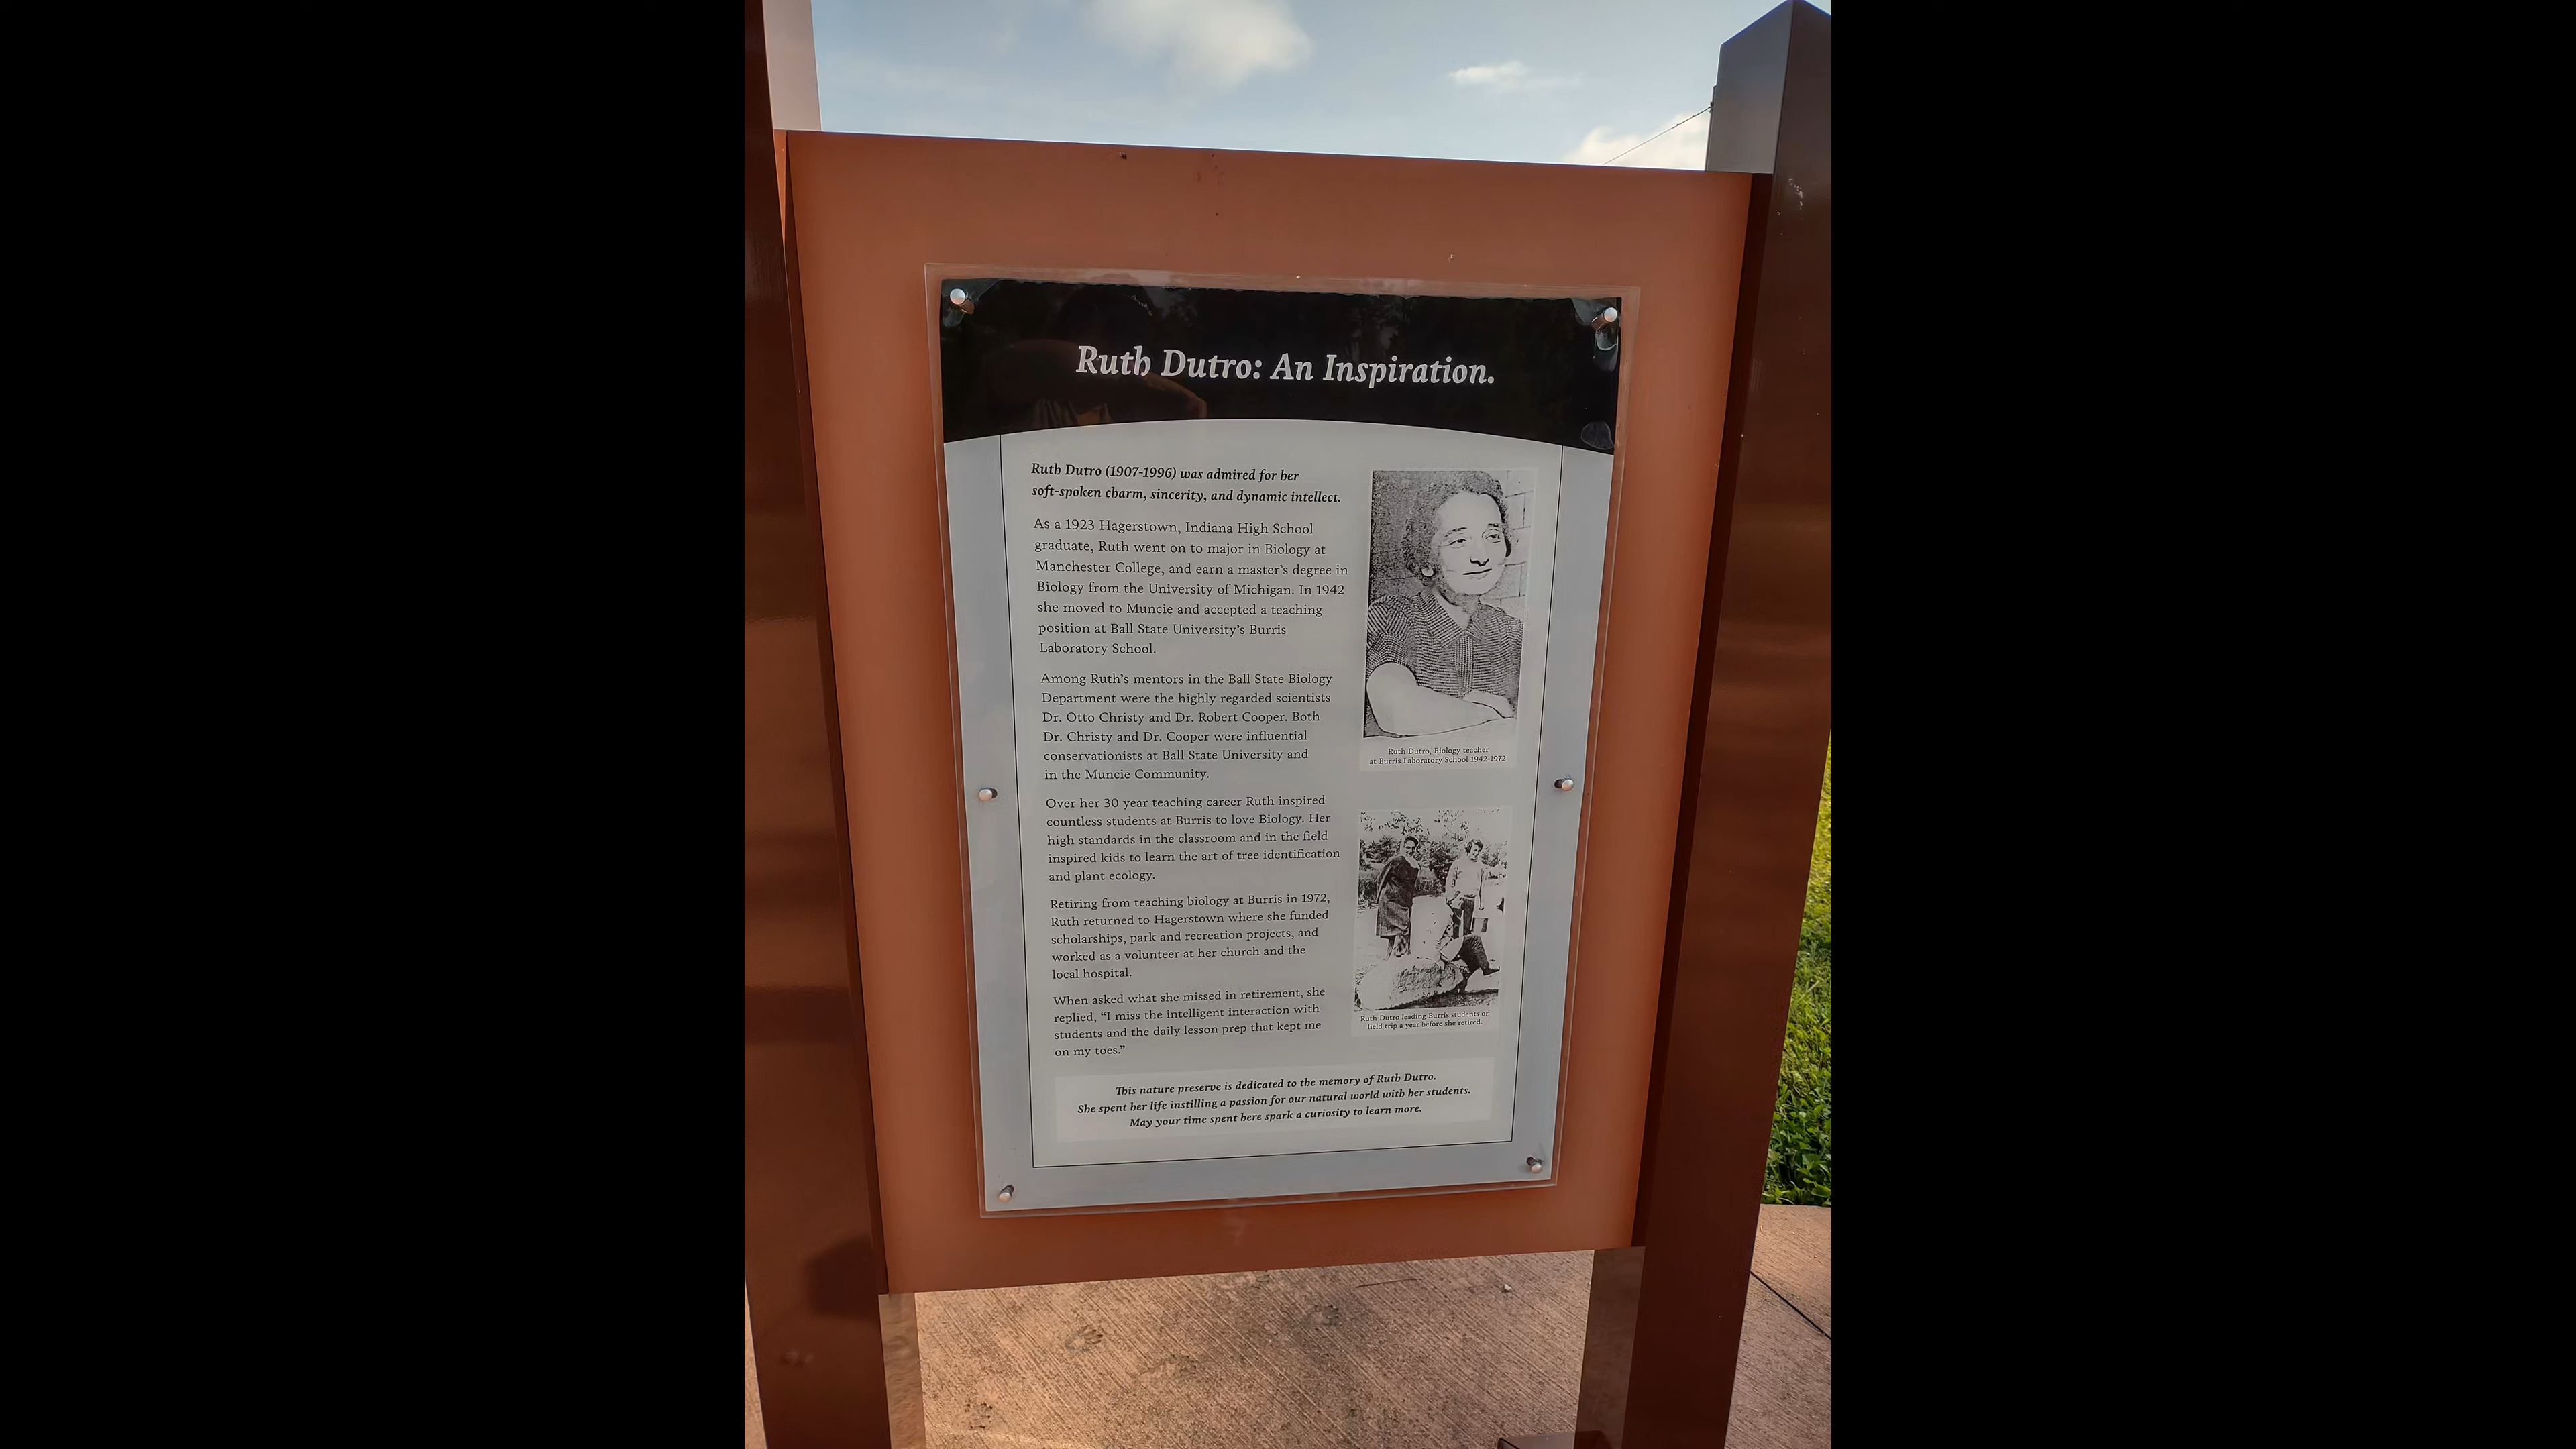 Ruth Dutro: An Inspiration.
Ruth Dutro (1907-1996) was admired for her
soft-spoken charm, sincerity, and dynamic intellect.
As a 1923 Hagerstown, Indiana High School
graduate, Ruth went on to major in Biology at
Manchester College, and earn a master's degree in
Biology from the University of Michigan. In 1942
she moved to Muncie and accepted a teaching
position at Ball State University's Burris
Laboratory School.
Among Ruth's mentors in the Ball State Biology
Department were the highly regarded scientists
Dr. Otto Christy and Dr. Robert Cooper. Both
Dr. Christy and Dr. Cooper were influential
conservationists at Ball State University and
in the Muncie Community.
Over her 30 year teaching career Ruth inspired
countless students at Burris to love Biology. Her
high standards in the classroom and in the field
inspired kids to learn the art of tree identification
and plant ecology.
Retiring from teaching biology at Burris in 1972,
Ruth returned to Hagerstown where she funded
scholarships, park and recreation projects, and
worked as a volunteer at her church and the
local hospital.
When asked what she missed in retirement, she
replied, “I miss the intelligent interaction with
students and the daily lesson prep that kept me
on my toes.”
Ruth Dutro, Biology teacher
at Burris Laboratory School 1942-1972
Ruth Dutro leading Burris students on
field trip a year before she retired.
This nature preserve is dedicated to the memory of Ruth Dutro.
She spent her life instilling a passion for our natural world with her students.
May your time spent here spark a curiosity to learn more.